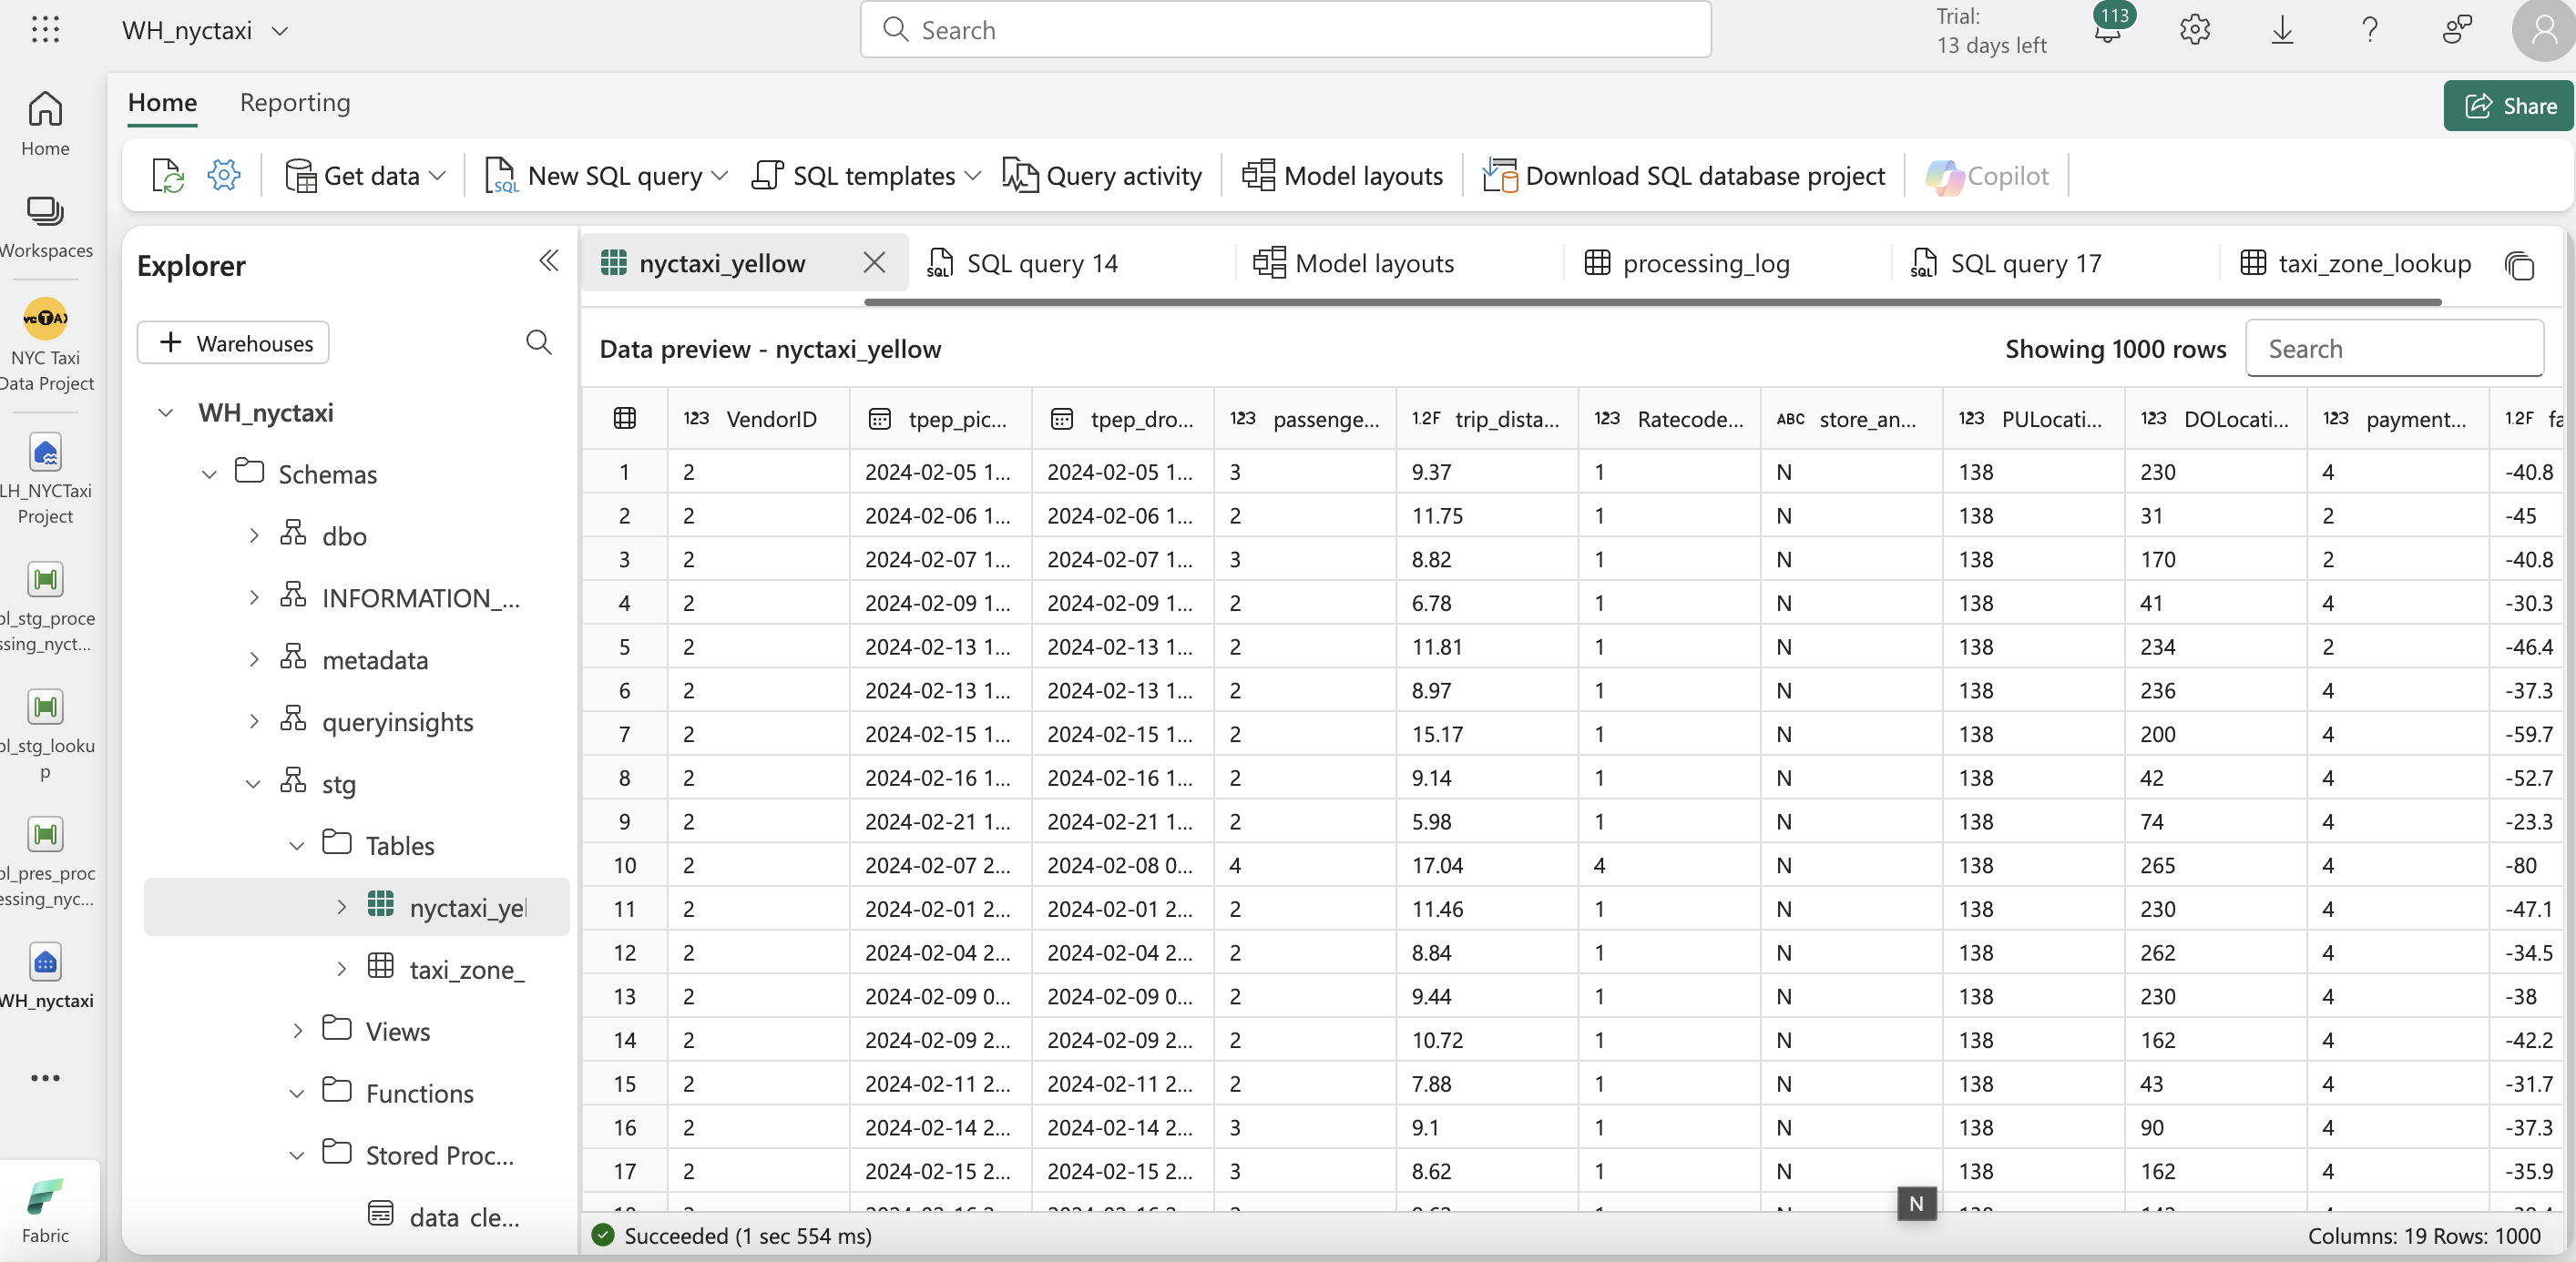 WH_nyctaxi
Search
Trial:
13 days left
113
Home
Reporting
Share
Get data
New SQL query
SQL templates
Query activity
Model layouts
Download SQL database project
Copilot
Home
Workspaces
NYC Taxi
Data Project
LH_NYCTaxi
Project
pl_stg_proce
ssing_nyct...
pl_stg_looku
p
pl_pres_proc
essing_nyc...
WH_nyctaxi
Fabric
Explorer
Warehouses
WH_nyctaxi
Schemas
dbo
INFORMATION_...
metadata
queryinsights
stg
Tables
nyctaxi_yel
taxi_zone_
Views
Functions
Stored Proc...
data_cle...
nyctaxi_yellow
SQL query 14
Model layouts
processing_log
SQL query 17
taxi_zone_lookup
Data preview - nyctaxi_yellow
Showing 1000 rows
Search
123 VendorID tpep_pic... tpep_dro... 123 passenge... 1.2F trip_dista... 123 Ratecode... ABC store_an... 123 PULocati... 123 DOLocati... 123 payment... 1.2F fa
1 2 2024-02-05 1... 2024-02-05 1... 3 9.37 1 N 138 230 4 -40.8
2 2 2024-02-06 1... 2024-02-06 1... 2 11.75 1 N 138 31 2 -45
3 2 2024-02-07 1... 2024-02-07 1... 3 8.82 1 N 138 170 2 -40.8
4 2 2024-02-09 1... 2024-02-09 1... 2 6.78 1 N 138 41 4 -30.3
5 2 2024-02-13 1... 2024-02-13 1... 2 11.81 1 N 138 234 2 -46.4
6 2 2024-02-13 1... 2024-02-13 1... 2 8.97 1 N 138 236 4 -37.3
7 2 2024-02-15 1... 2024-02-15 1... 2 15.17 1 N 138 200 4 -59.7
8 2 2024-02-16 1... 2024-02-16 1... 2 9.14 1 N 138 42 4 -52.7
9 2 2024-02-21 1... 2024-02-21 1... 2 5.98 1 N 138 74 4 -23.3
10 2 2024-02-07 2... 2024-02-08 0... 4 17.04 4 N 138 265 4 -80
11 2 2024-02-01 2... 2024-02-01 2... 2 11.46 1 N 138 230 4 -47.1
12 2 2024-02-04 2... 2024-02-04 2... 2 8.84 1 N 138 262 4 -34.5
13 2 2024-02-09 0... 2024-02-09 0... 2 9.44 1 N 138 230 4 -38
14 2 2024-02-09 2... 2024-02-09 2... 2 10.72 1 N 138 162 4 -42.2
15 2 2024-02-11 2... 2024-02-11 2... 2 7.88 1 N 138 43 4 -31.7
16 2 2024-02-14 2... 2024-02-14 2... 3 9.1 1 N 138 90 4 -37.3
17 2 2024-02-15 2... 2024-02-15 2... 3 8.62 1 N 138 162 4 -35.9
N
Succeeded (1 sec 554 ms)
Columns: 19 Rows: 1000